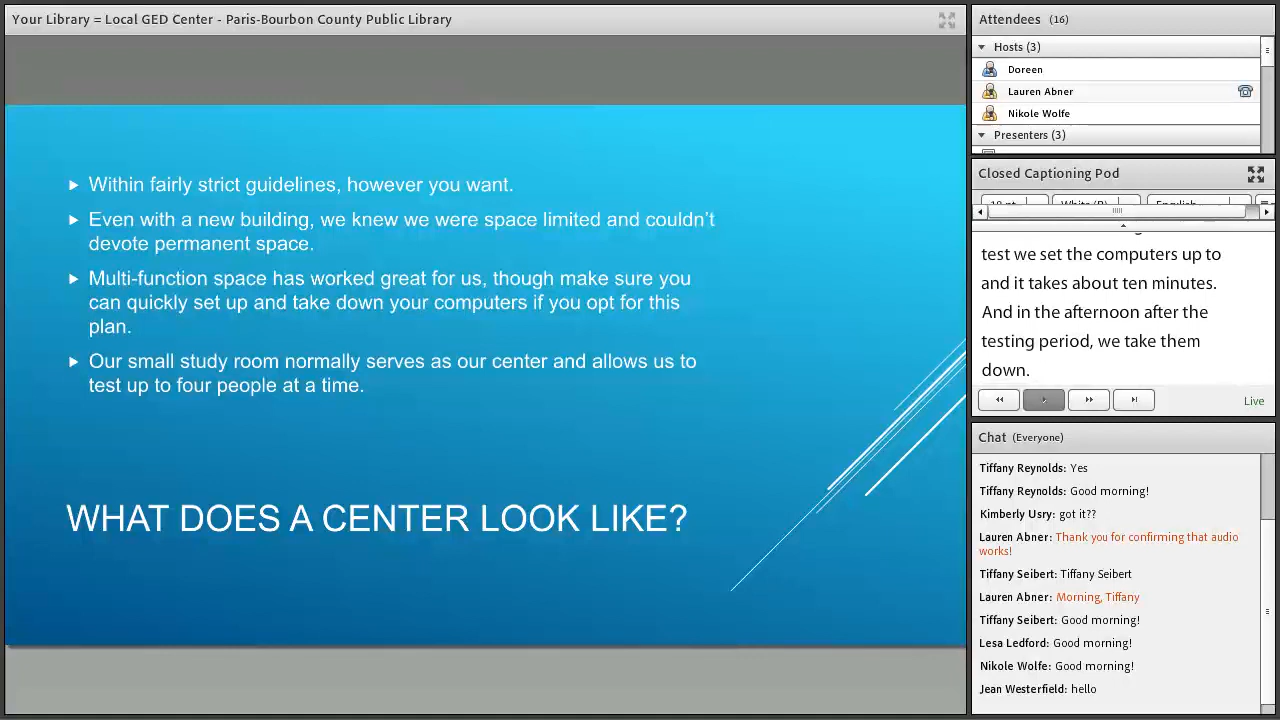 Your Library = Local GED Center - Paris-Bourbon County Public Library
Within fairly strict guidelines, however you want.
Even with a new building, we knew we were space limited and couldn't
devote permanent space.
Multi-function space has worked great for us, though make sure you
can quickly set up and take down your computers if you opt for this
plan.
Our small study room normally serves as our center and allows us to
test up to four people at a time.
WHAT DOES A CENTER LOOK LIKE?
Attendees (16)
Hosts (3)
Doreen
Lauren Abner
Nikole Wolfe
Presenters (3)
Closed Captioning Pod
English
test we set the computers up to
and it takes about ten minutes.
And in the afternoon after the
testing period, we take them
down.
Live
Chat (Everyone)
Tiffany Reynolds: Yes
Tiffany Reynolds: Good morning!
Kimberly Usry: got it??
Lauren Abner: Thank you for confirming that audio
works!
Tiffany Seibert: Tiffany Seibert
Lauren Abner: Morning, Tiffany
Tiffany Seibert: Good morning!
Lesa Ledford: Good morning!
Nikole Wolfe: Good morning!
Jean Westerfield: hello